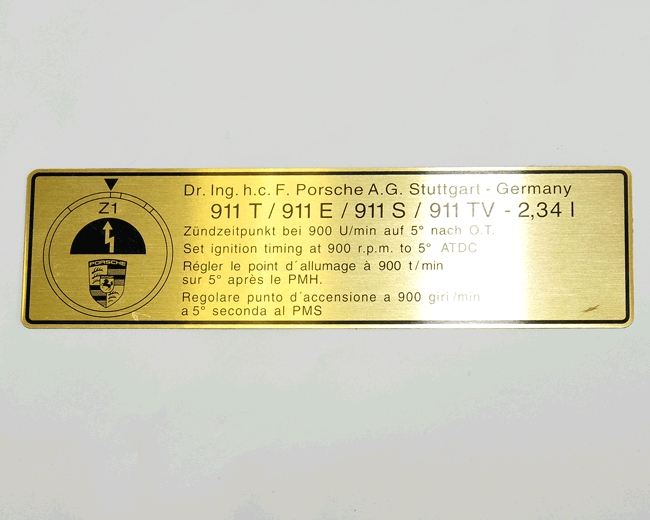 Dr. Ing. h.c. F. Porsche A.G. Stuttgart - Germany
911 T / 911 E / 911 S / 911 TV - 2,34 l
Z1
Zündzeitpunkt bei 900 U/min auf 5° nach O.T.
Set ignition timing at 900 r.p.m. to 5° ATDC
PORSCHE
Régler le point d´allumage à 900 t/min
sur 5° après le PMH.
Regolare punto d´accensione a 900 giri/min
a 5° seconda al PMS